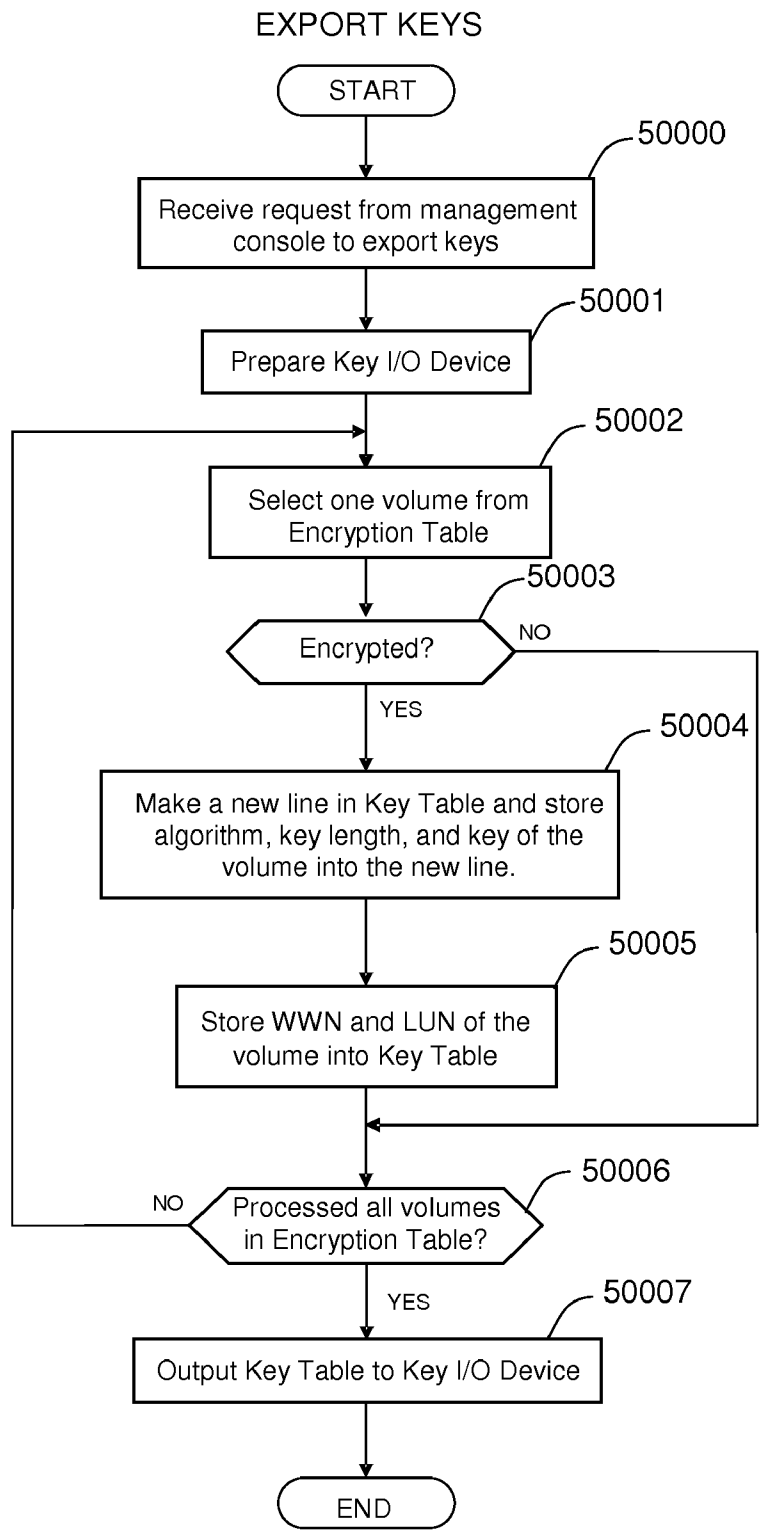 EXPORT KEYS
START
50000
Receive request from management
console to export keys
50001
Prepare Key I/O Device
50002
Select one volume from
Encryption Table
50003
Encrypted?
NO
YES
50004
Make a new line in Key Table and store
algorithm, key length, and key of the
volume into the new line.
50005
Store WWN and LUN of the
volume into Key Table
50006
NO
Processed all volumes
in Encryption Table?
YES
50007
Output Key Table to Key I/O Device
END